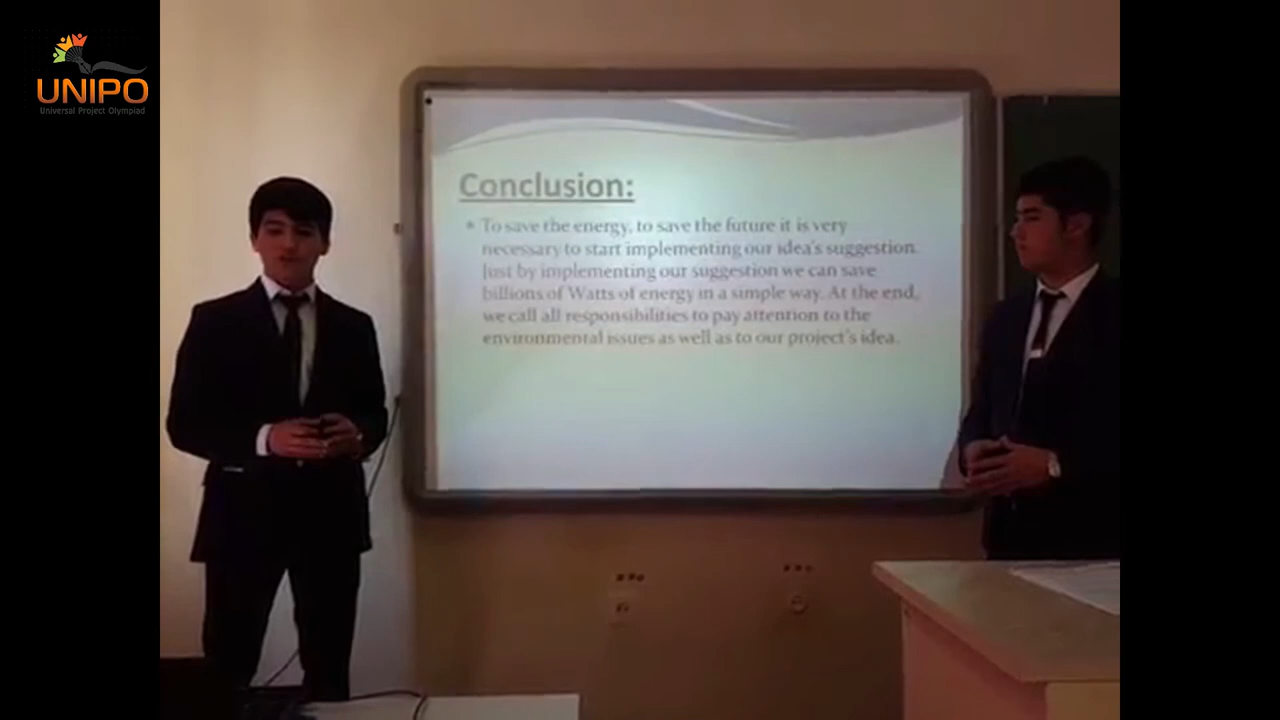 UNIPO
Universal Project Olympiad
Conclusion:
To save the energy, to save the future it is very
necessary to start implementing our idea's suggestion.
Just by implementing our suggestion we can save
billions of Watts of energy in a simple way. At the end,
we call all responsibilities to pay attention to the
environmental issues as well as to our project's idea.